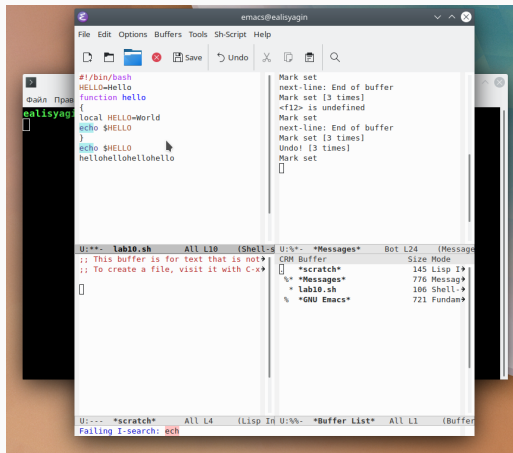 emacs@ealisyagin
File Edit Options Buffers Tools Sh-Script Help
Save Undo
Файл Прав
ealisyagi
#!/bin/bash
HELLO=Hello
function hello
{
local HELLO=World
echo $HELLO
}
echo $HELLO
hellohellohellohello
U:**- lab10.sh All L10 (Shell-s
Mark set
next-line: End of buffer
Mark set [3 times]
<f12> is undefined
Mark set
next-line: End of buffer
Mark set [3 times]
Undo! [3 times]
Mark set
U:%*- *Messages* Bot L24 (Message
;; This buffer is for text that is not
;; To create a file, visit it with C-x
U:--- *scratch* All L4 (Lisp In
CRM Buffer Size Mode
. *scratch* 145 Lisp I
%* *Messages* 776 Messag
* lab10.sh 106 Shell-
% *GNU Emacs* 721 Fundam
U:%%- *Buffer List* All L1 (Buffer
Failing I-search: ech